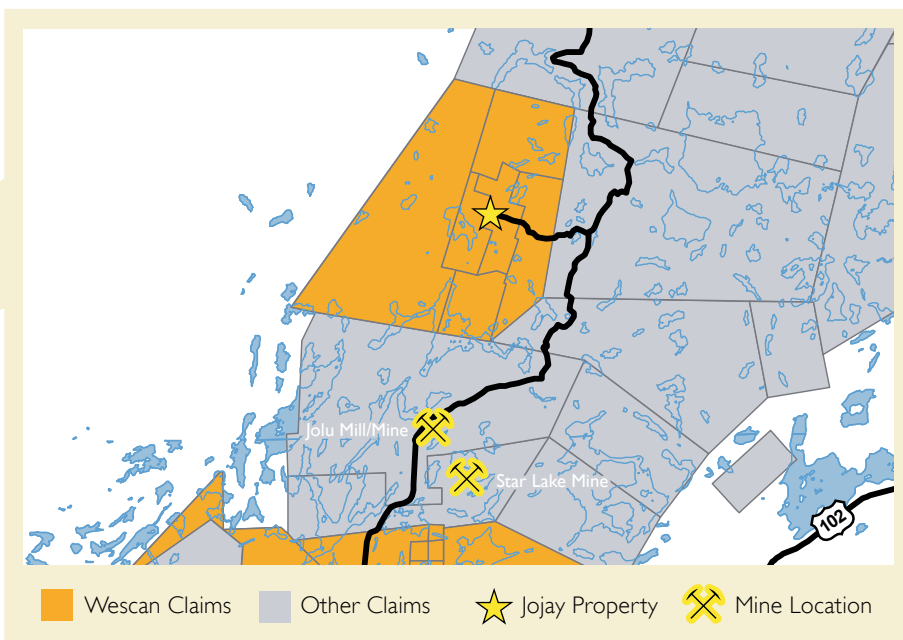 Jolu Mill/Mine
Star Lake Mine
102
Wescan Claims
Other Claims
Jojay Property
Mine Location